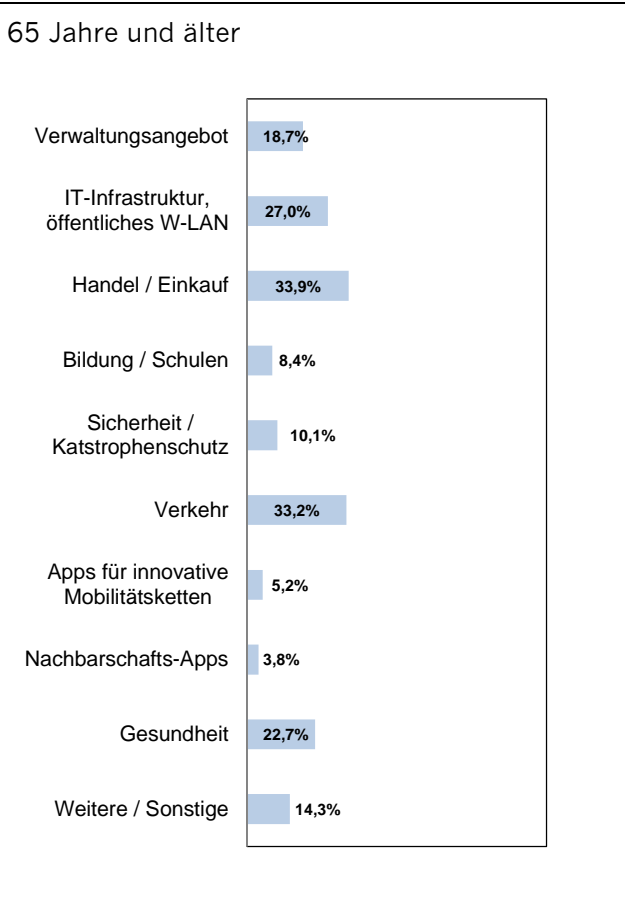 65 Jahre und älter
Verwaltungsangebot
18,7%
IT-Infrastruktur,
öffentliches W-LAN
27,0%
Handel / Einkauf
33,9%
Bildung / Schulen
8,4%
Sicherheit /
Katstrophenschutz
10,1%
Verkehr
33,2%
Apps für innovative
Mobilitätsketten
5,2%
Nachbarschafts-Apps
3,8%
Gesundheit
22,7%
Weitere / Sonstige
14,3%